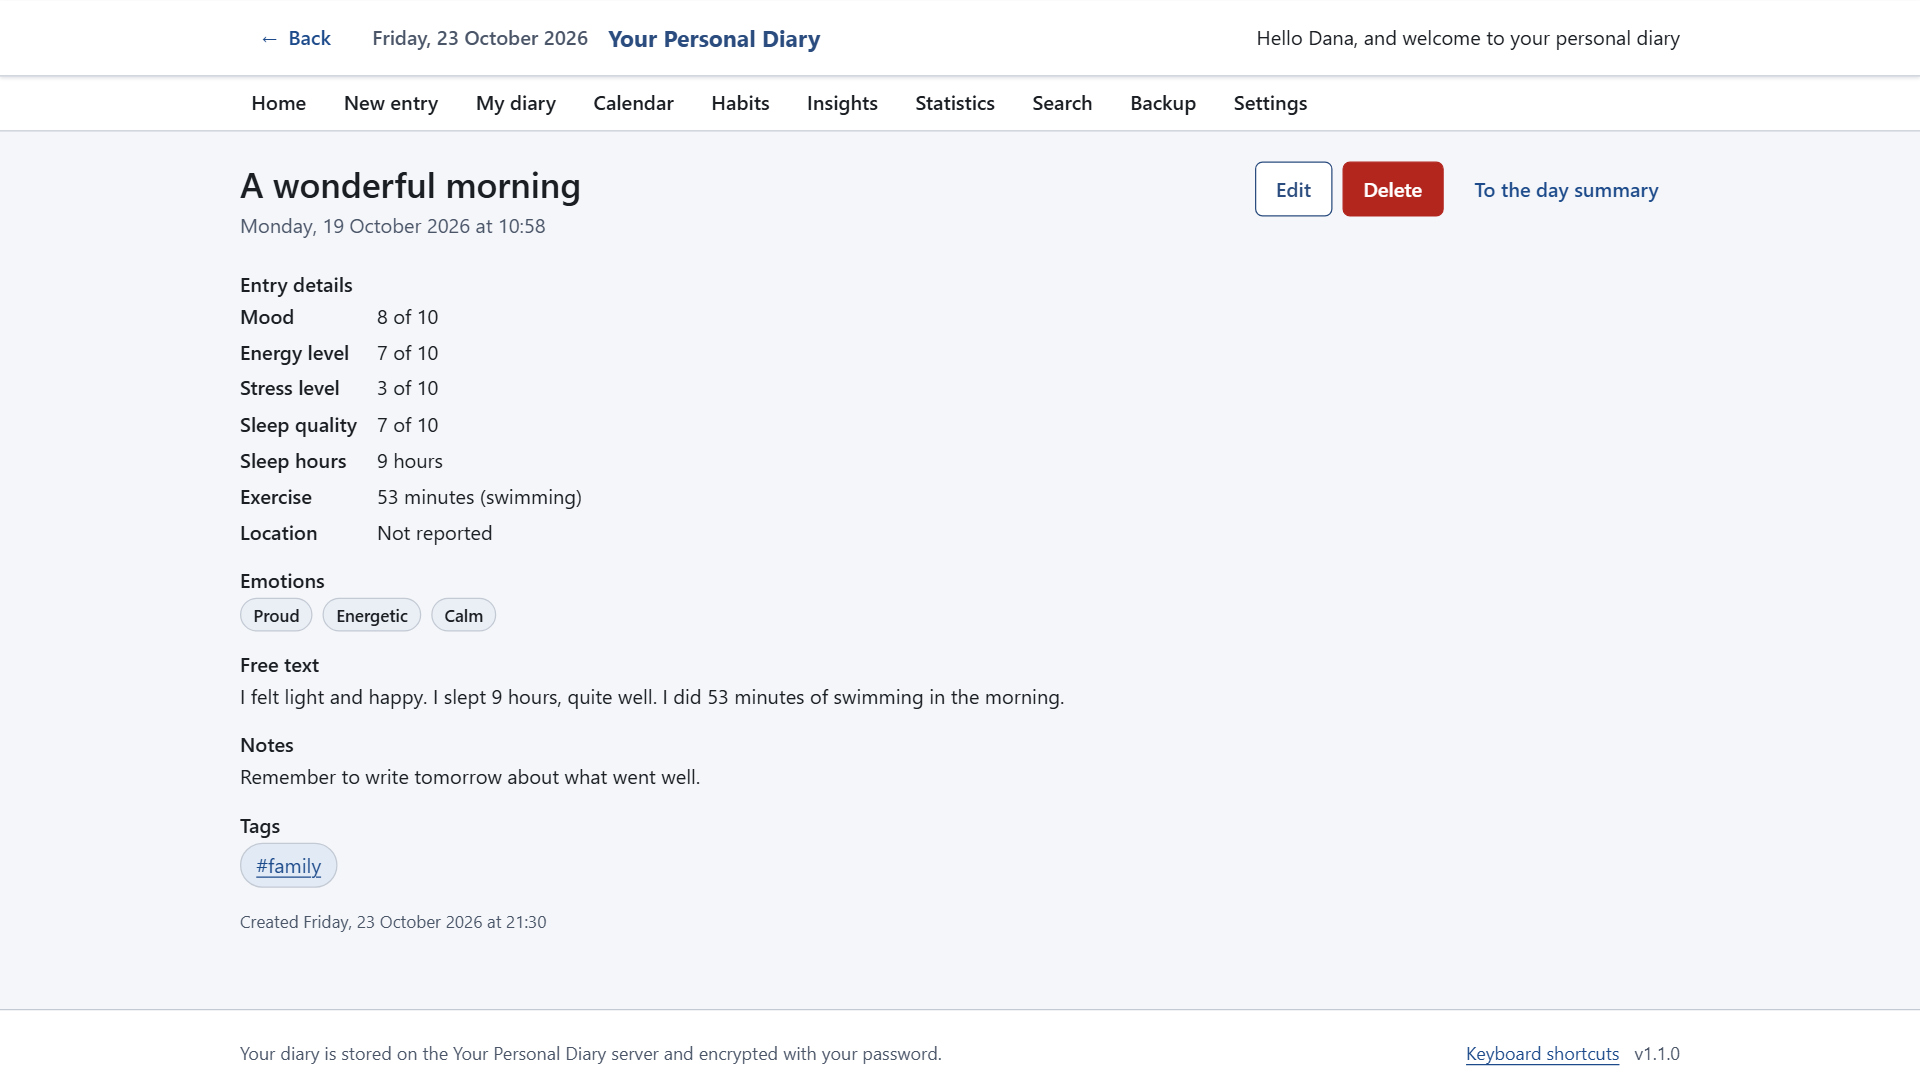 ← Back Friday, 23 October 2026 Your Personal Diary Hello Dana, and welcome to your personal diary
Home New entry My diary Calendar Habits Insights Statistics Search Backup Settings
A wonderful morning
Edit Delete To the day summary
Monday, 19 October 2026 at 10:58
Entry details
Mood 8 of 10
Energy level 7 of 10
Stress level 3 of 10
Sleep quality 7 of 10
Sleep hours 9 hours
Exercise 53 minutes (swimming)
Location Not reported
Emotions
Proud Energetic Calm
Free text
I felt light and happy. I slept 9 hours, quite well. I did 53 minutes of swimming in the morning.
Notes
Remember to write tomorrow about what went well.
Tags
#family
Created Friday, 23 October 2026 at 21:30
Your diary is stored on the Your Personal Diary server and encrypted with your password. Keyboard shortcuts v1.1.0